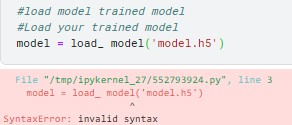 #load model trained model
#Load your trained model
model = load_ model('model.h5')
File "/tmp/ipykernel_27/552793924.py", line 3
model = load_ model('model.h5')
^
SyntaxError: invalid syntax